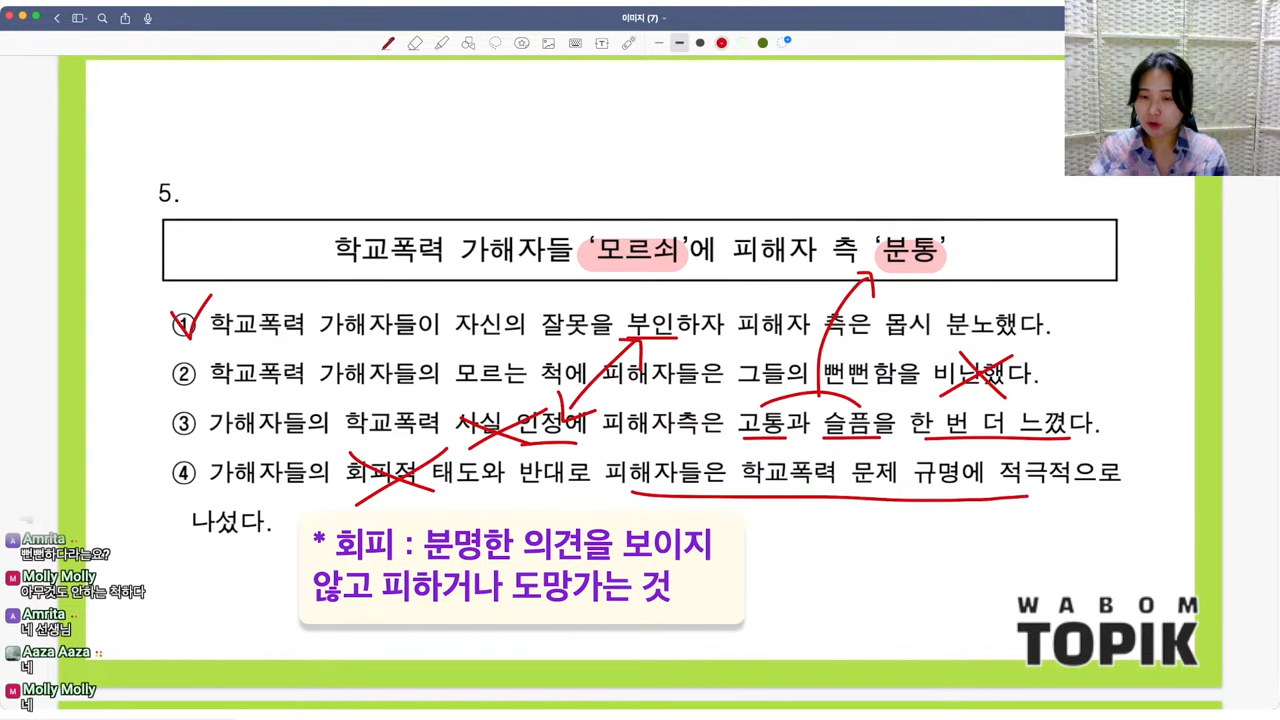 이미지 (7)
5.
학교폭력 가해자들 ‘모르쇠’에 피해자 측 ‘분통’
① 학교폭력 가해자들이 자신의 잘못을 부인하자 피해자 측은 몹시 분노했다.
② 학교폭력 가해자들의 모르는 척에 피해자들은 그들의 뻔뻔함을 비난했다.
③ 가해자들의 학교폭력 사실 인정에 피해자측은 고통과 슬픔을 한 번 더 느꼈다.
④ 가해자들의 회피적 태도와 반대로 피해자들은 학교폭력 문제 규명에 적극적으로
나섰다.
* 회피 : 분명한 의견을 보이지
않고 피하거나 도망가는 것
A Amrita
뻔뻔하다라는요?
M Molly Molly
아무것도 안하는 척하다
A Amrita
네 선생님
Aaza Aaza
네
M Molly Molly
네
WABOM
TOPIK